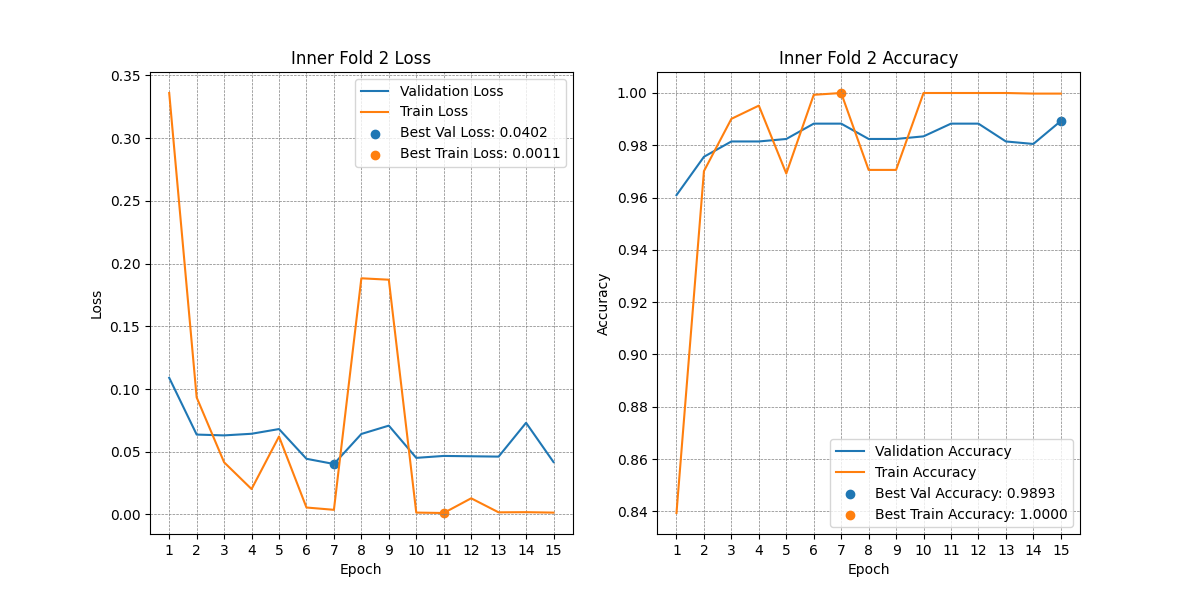 Inner Fold 2 Loss
0.35
0.30
0.25
0.20
0.15
0.10
0.05
0.00
Loss
Validation Loss
Train Loss
Best Val Loss: 0.0402
Best Train Loss: 0.0011
1 2 3 4 5 6 7 8 9 10 11 12 13 14 15
Epoch
Inner Fold 2 Accuracy
1.00
0.98
0.96
0.94
0.92
0.90
0.88
0.86
0.84
Accuracy
Validation Accuracy
Train Accuracy
Best Val Accuracy: 0.9893
Best Train Accuracy: 1.0000
1 2 3 4 5 6 7 8 9 10 11 12 13 14 15
Epoch